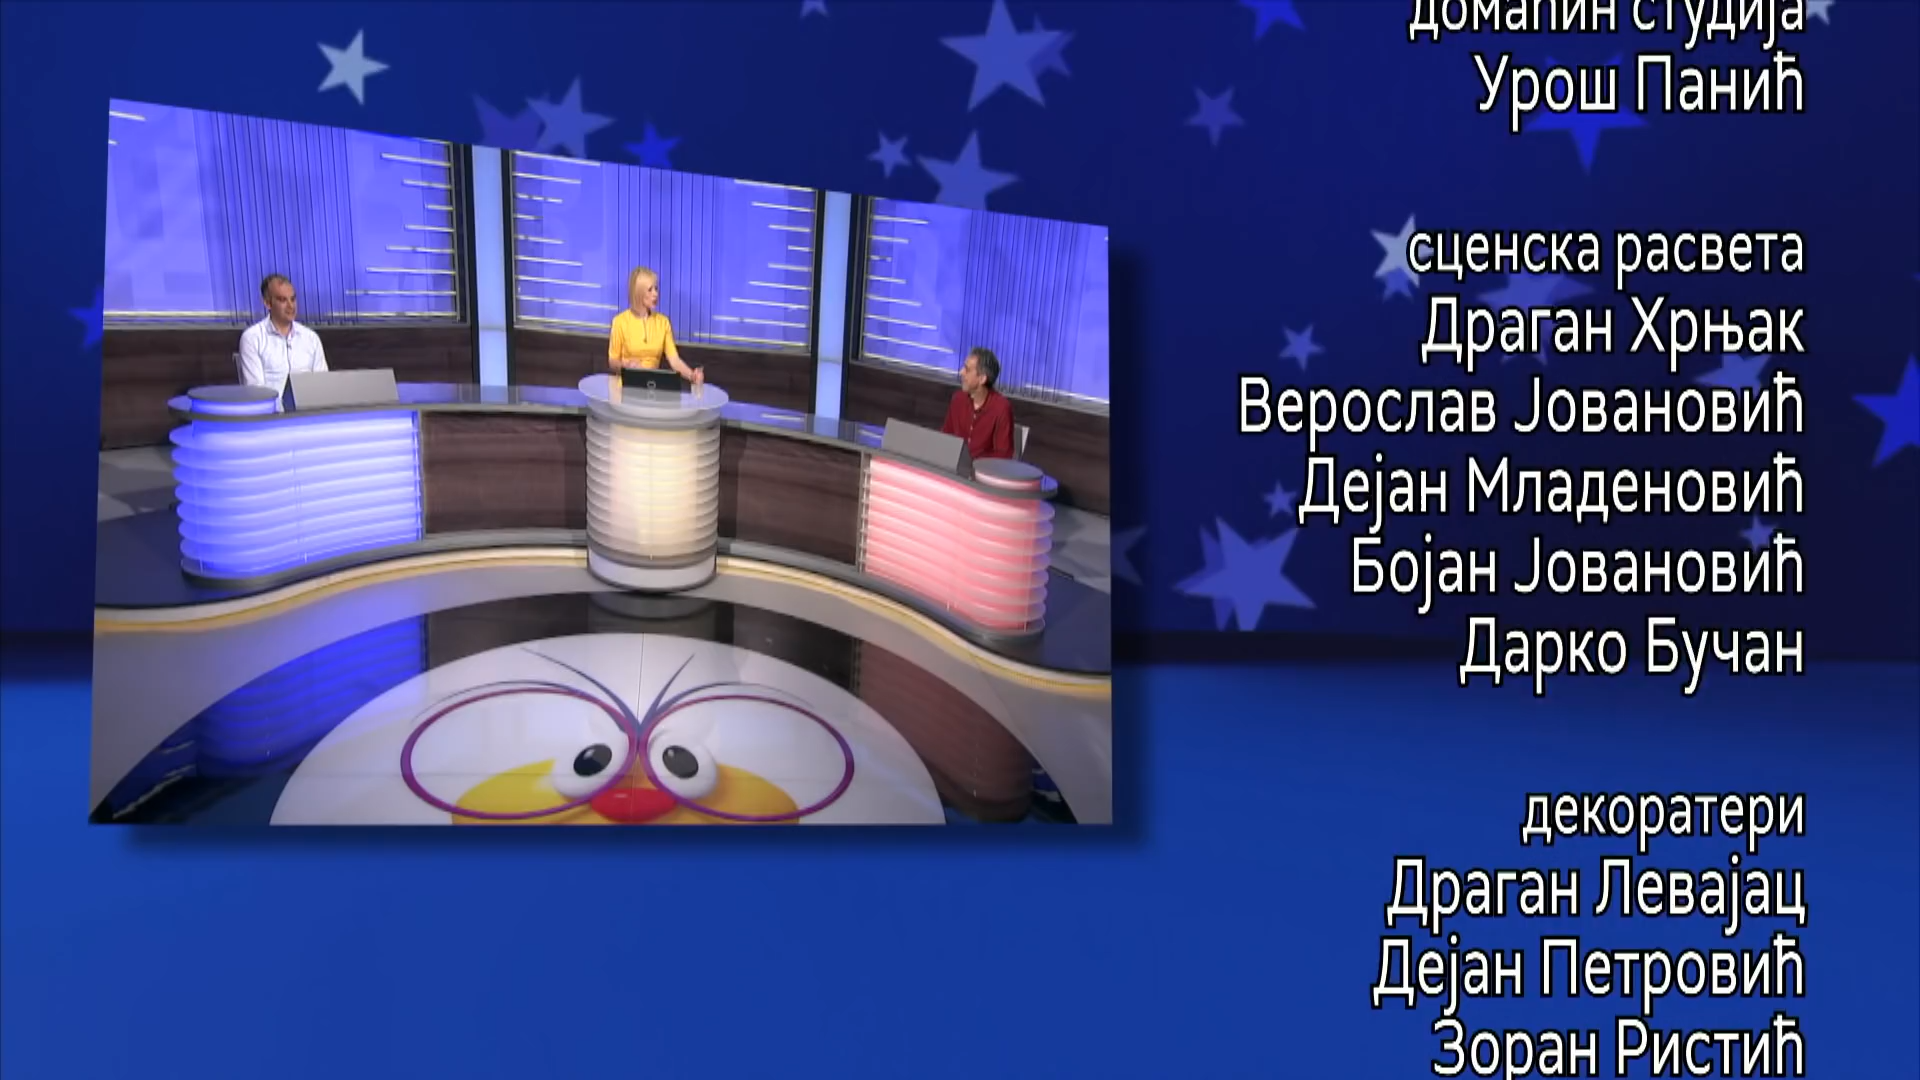 домаћин студија
Урош Панић
сценска расвета
Драган Хрњак
Верослав Јовановић
Дејан Младеновић
Бојан Јовановић
Дарко Бучан
декоратери
Драган Левајац
Дејан Петровић
Зоран Ристић